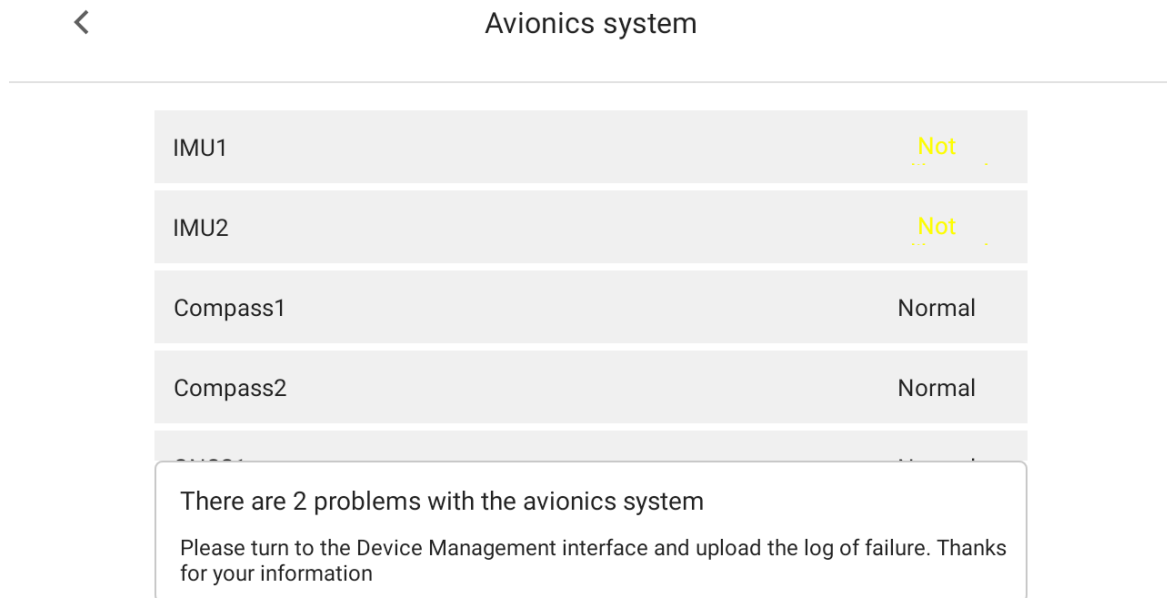 Avionics system
IMU1 Not
IMU2 Not
Compass1 Normal
Compass2 Normal
There are 2 problems with the avionics system
Please turn to the Device Management interface and upload the log of failure. Thanks
for your information